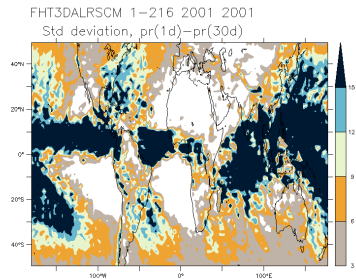 FHT3DALRSCM 1-216 2001 2001
Std deviation, pr(1d)-pr(30d)
40°N
20°N
0°
20°S
40°S
100°W
0°
100°E
15
12
9
6
3